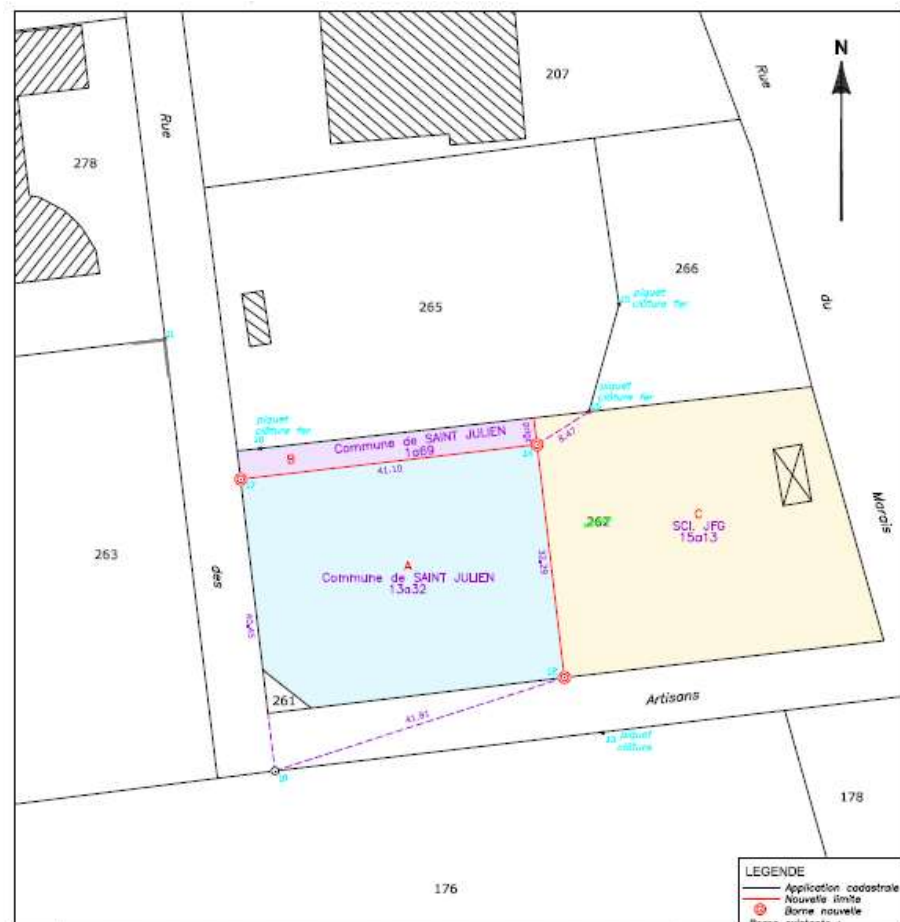 N
207
Rue
Rue
278
266
265
piquet
clôture fer
du
piquet
clôture fer
piquet
clôture fer
Commune de SAINT JULIEN
1a69
B
8.47
41.10
Marais
262
C
SCI. JFG
15a13
263
des
A
Commune de SAINT JULIEN
13a32
261
Artisans
41.91
piquet
clôture
178
176
LEGENDE
Application cadastrale
Nouvelle limite
Borne nouvelle